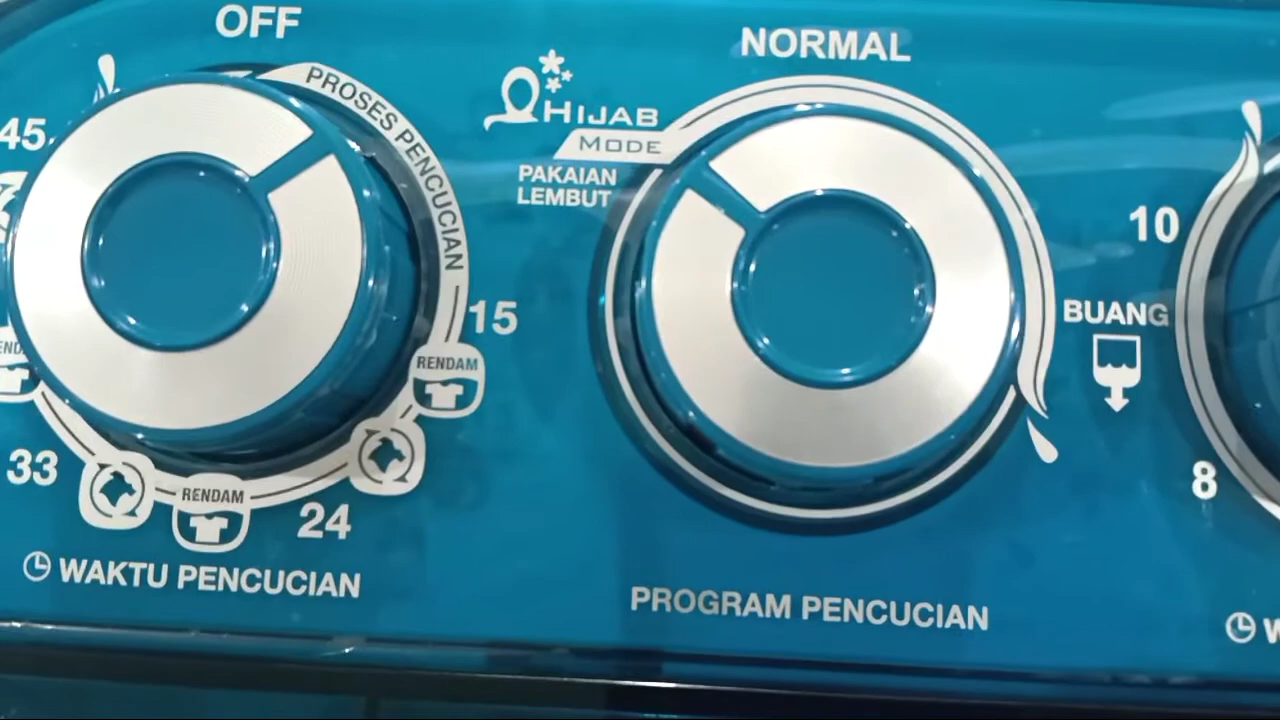 OFF
PROSES PENCUCIAN
45
15
RENDAM
24
RENDAM
33
WAKTU PENCUCIAN
NORMAL
HIJAB
MODE
PAKAIAN
LEMBUT
BUANG
PROGRAM PENCUCIAN
10
8